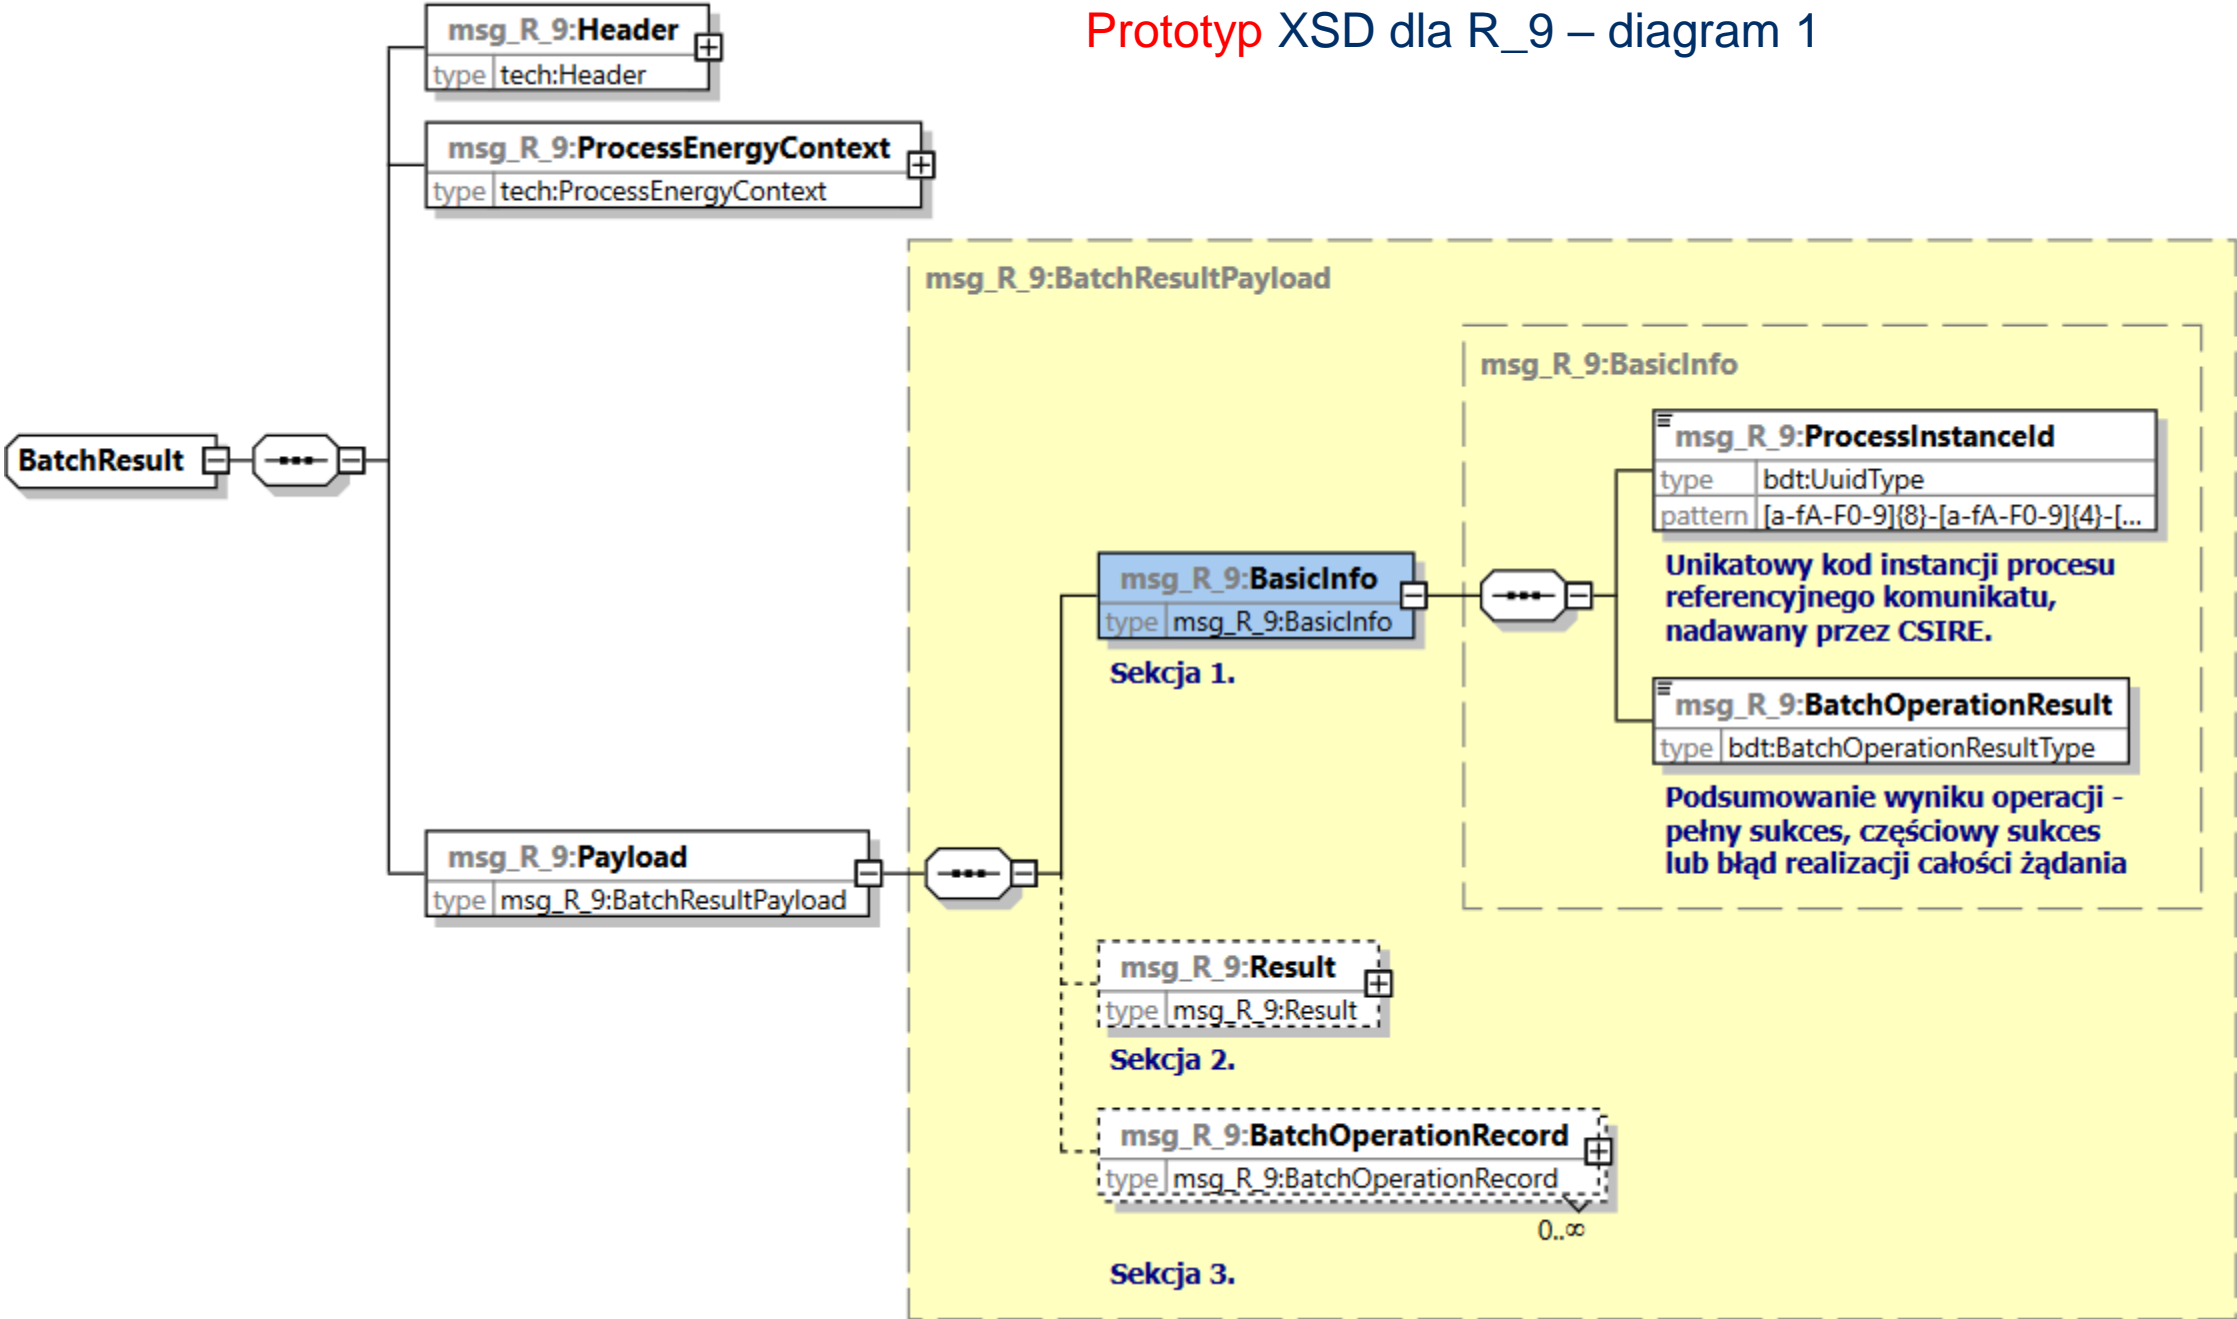 Prototyp XSD dla R_9 – diagram 1
msg_R_9:Header
type tech:Header
msg_R_9:ProcessEnergyContext
type tech:ProcessEnergyContext
BatchResult
msg_R_9:Payload
type msg_R_9:BatchResultPayload
msg_R_9:BatchResultPayload
msg_R_9:BasicInfo
type msg_R_9:BasicInfo
Sekcja 1.
msg_R_9:BasicInfo
msg_R_9:ProcessInstanceId
type bdt:UuidType
pattern [a-fA-F0-9]{8}-[a-fA-F0-9]{4}-[...
Unikatowy kod instancji procesu
referencyjnego komunikatu,
nadawany przez CSIRE.
msg_R_9:BatchOperationResult
type bdt:BatchOperationResultType
Podsumowanie wyniku operacji -
pełny sukces, częściowy sukces
lub błąd realizacji całości żądania
msg_R_9:Result
type msg_R_9:Result
Sekcja 2.
msg_R_9:BatchOperationRecord
type msg_R_9:BatchOperationRecord
0..∞
Sekcja 3.